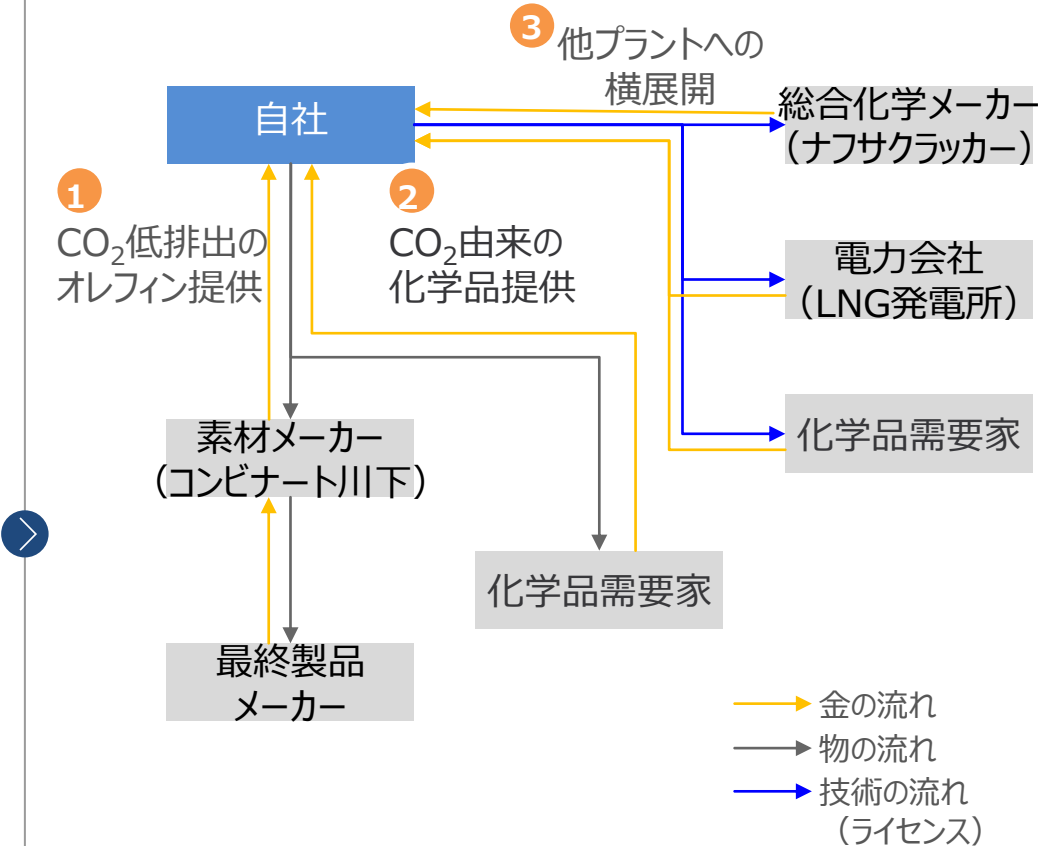 3
他プラントへの
横展開
自社
総合化学メーカー
（ナフサクラッカー）
1
CO₂低排出の
オレフィン提供
2
CO₂由来の
化学品提供
電力会社
（LNG発電所）
素材メーカー
（コンビナート川下）
化学品需要家
化学品需要家
最終製品
メーカー
金の流れ
物の流れ
技術の流れ
（ライセンス）